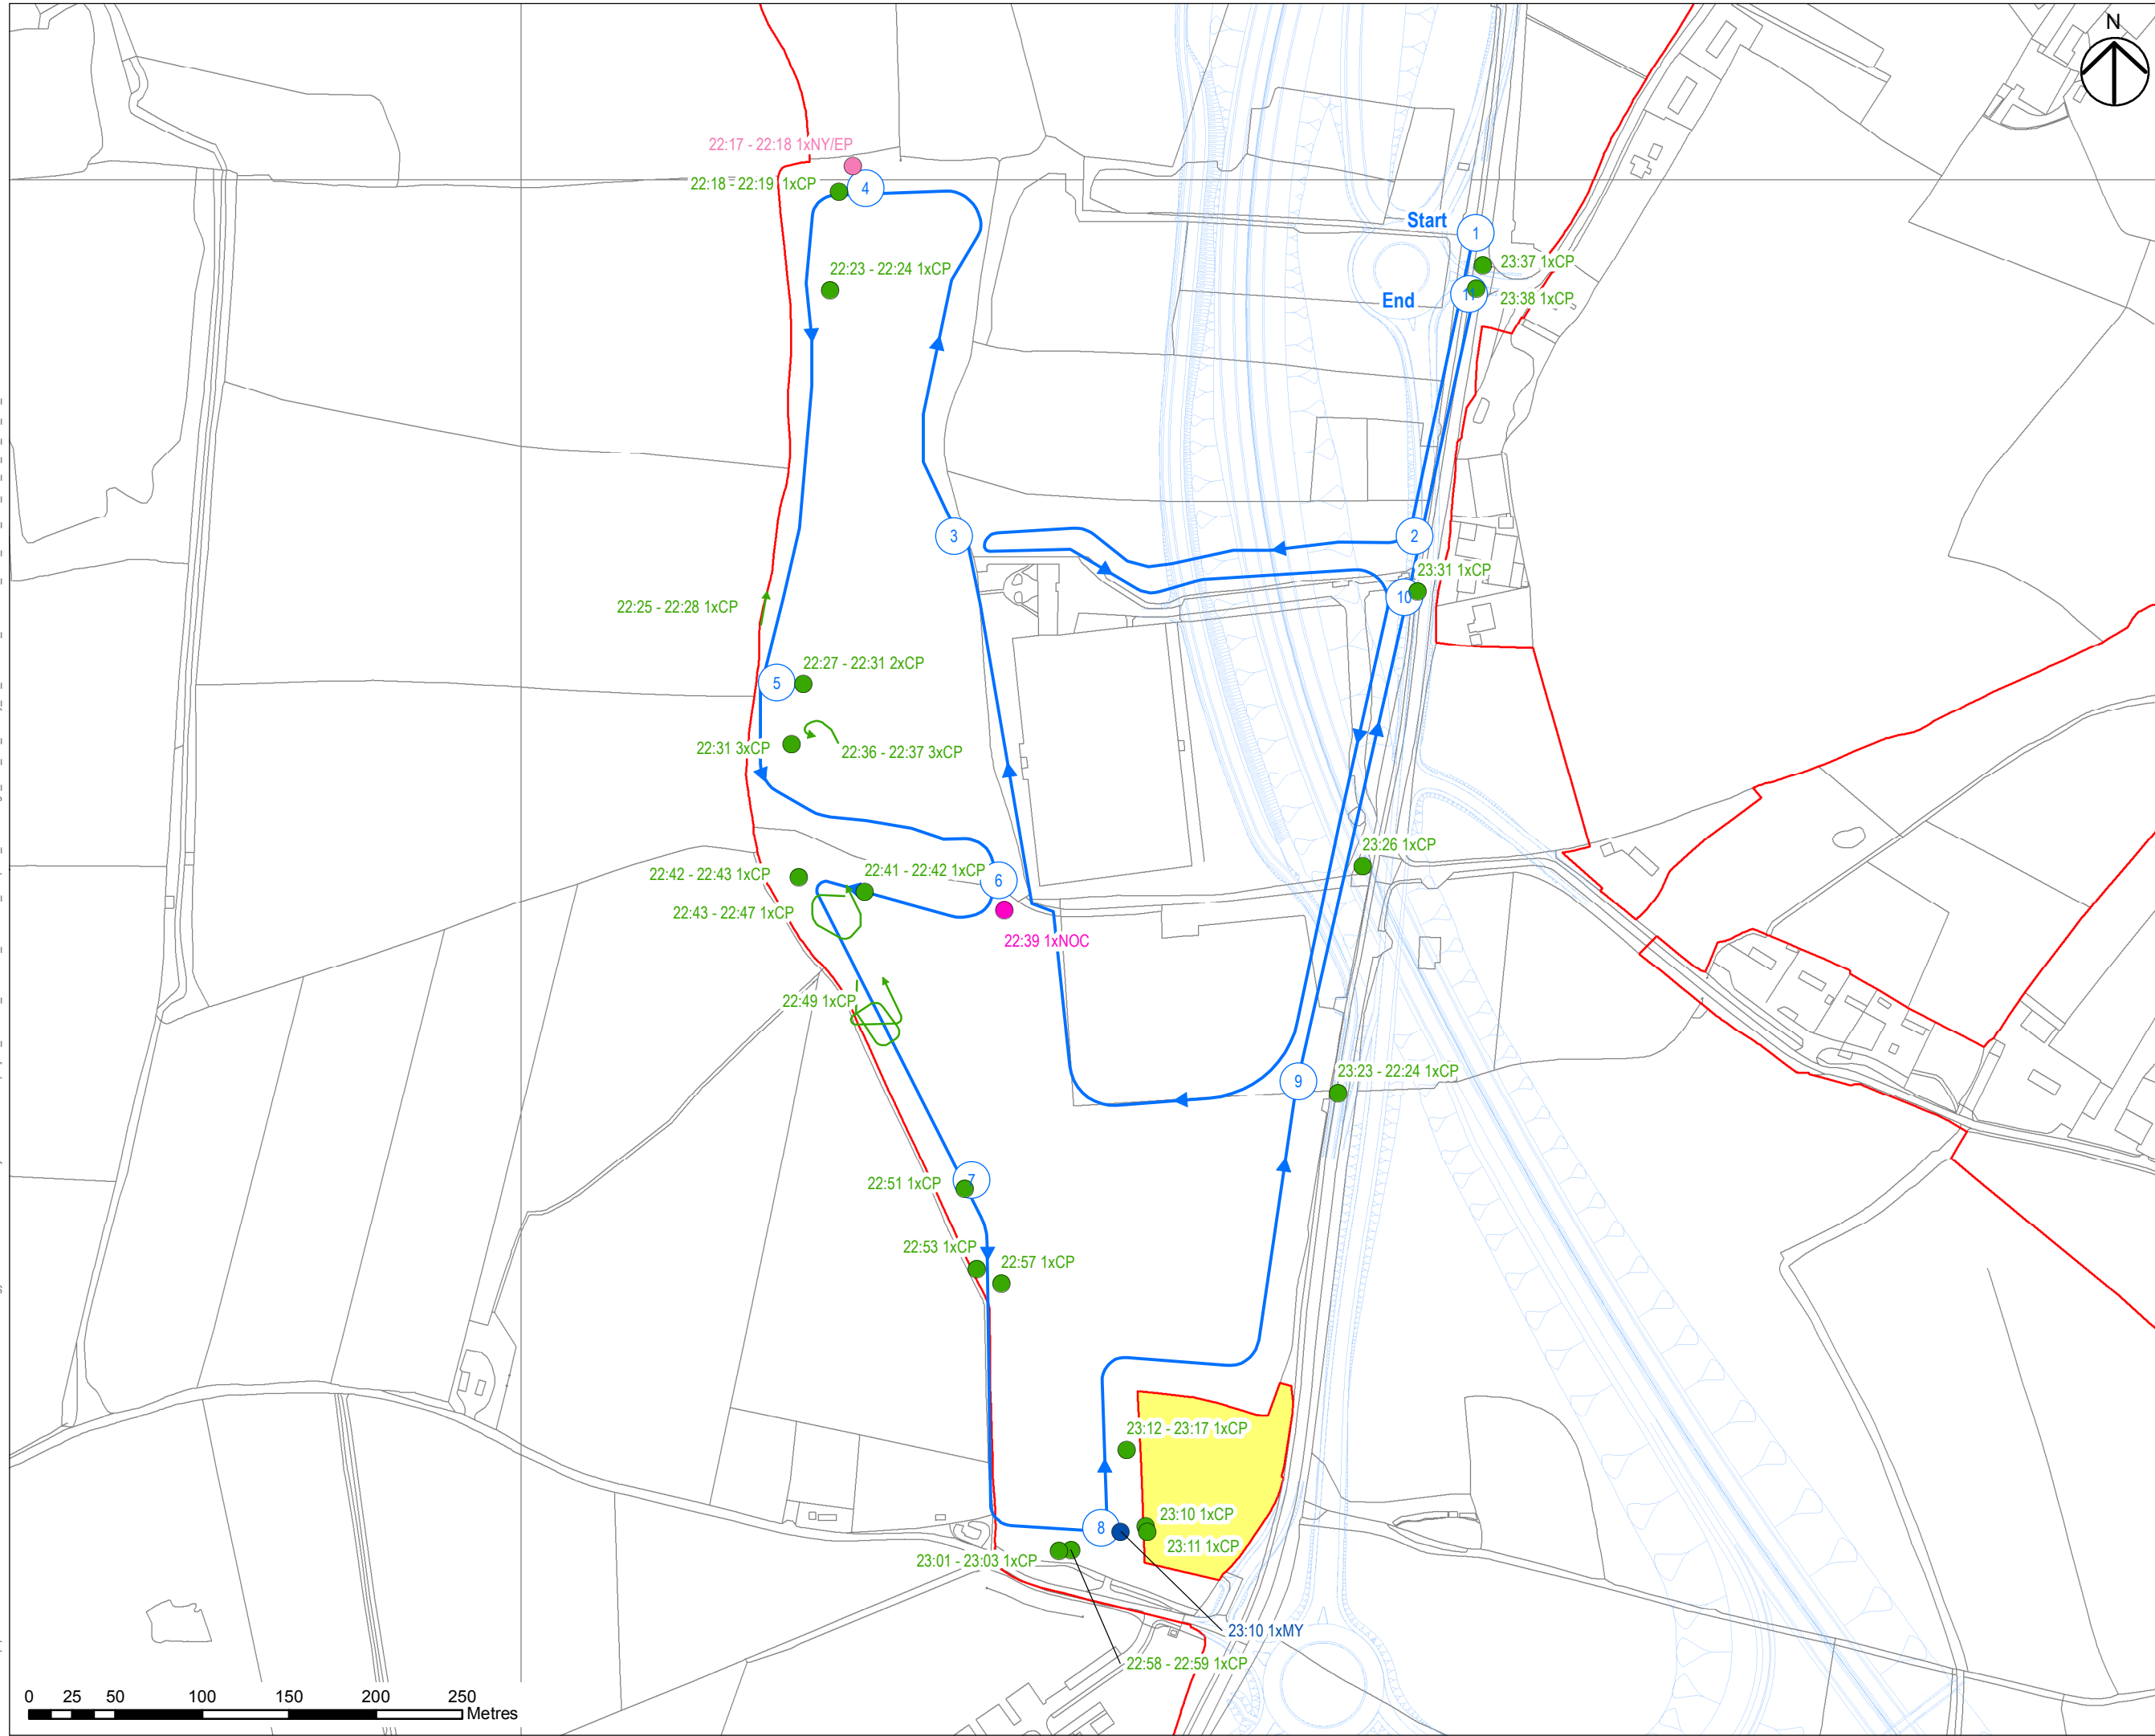 N
22:17 - 22:18 1xNY/EP
22:18 - 22:19 1xCP
4
Start
1
22:23 - 22:24 1xCP
23:37 1xCP
End
11
23:38 1xCP
3
2
23:31 1xCP
10
22:25 - 22:28 1xCP
22:27 - 22:31 2xCP
5
22:31 3xCP
22:36 - 22:37 3xCP
23:26 1xCP
22:42 - 22:43 1xCP
22:41 - 22:42 1xCP
6
22:43 - 22:47 1xCP
22:39 1xNOC
22:49 1xCP
23:23 - 22:24 1xCP
9
22:51 1xCP
7
22:53 1xCP
22:57 1xCP
23:12 - 23:17 1xCP
23:10 1xCP
8
23:11 1xCP
23:01 - 23:03 1xCP
23:10 1xMY
22:58 - 22:59 1xCP
0 25 50 100 150 200 250
Metres